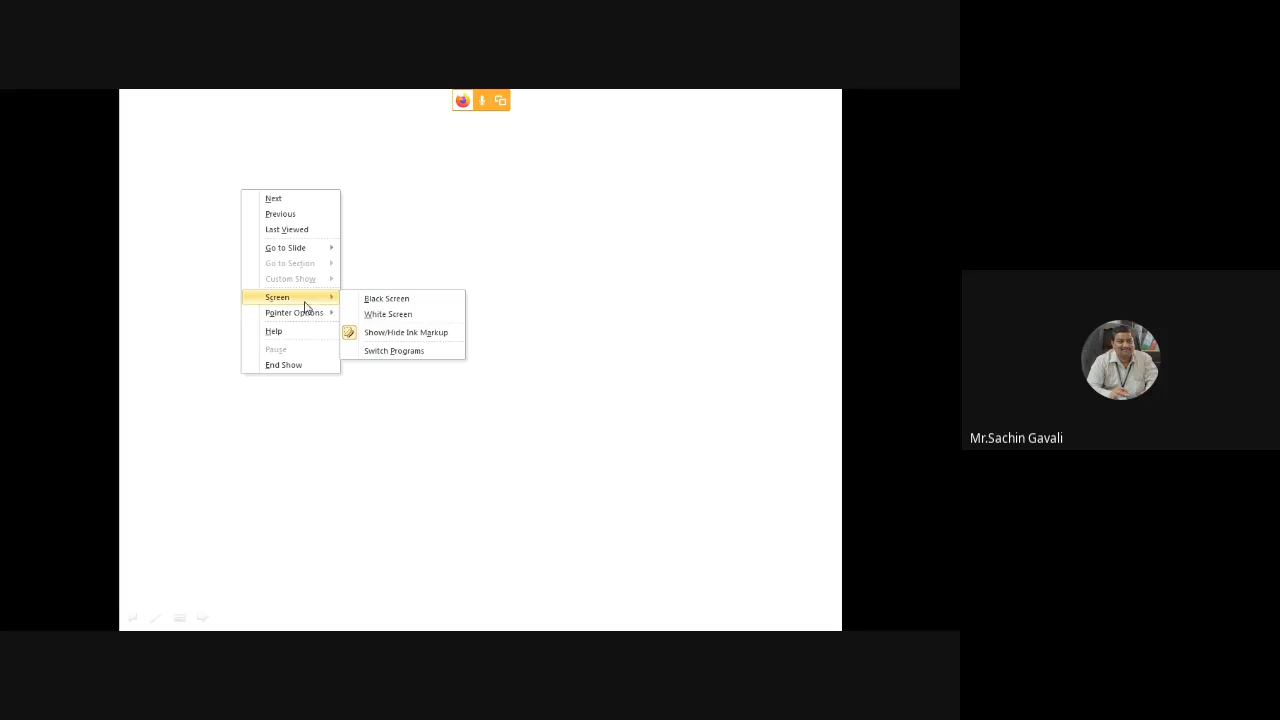 Next
Previous
Last Viewed
Go to Slide
Go to Section
Custom Show
Screen
Pointer Options
Help
Pause
End Show
Black Screen
White Screen
Show/Hide Ink Markup
Switch Programs
Mr.Sachin Gavali